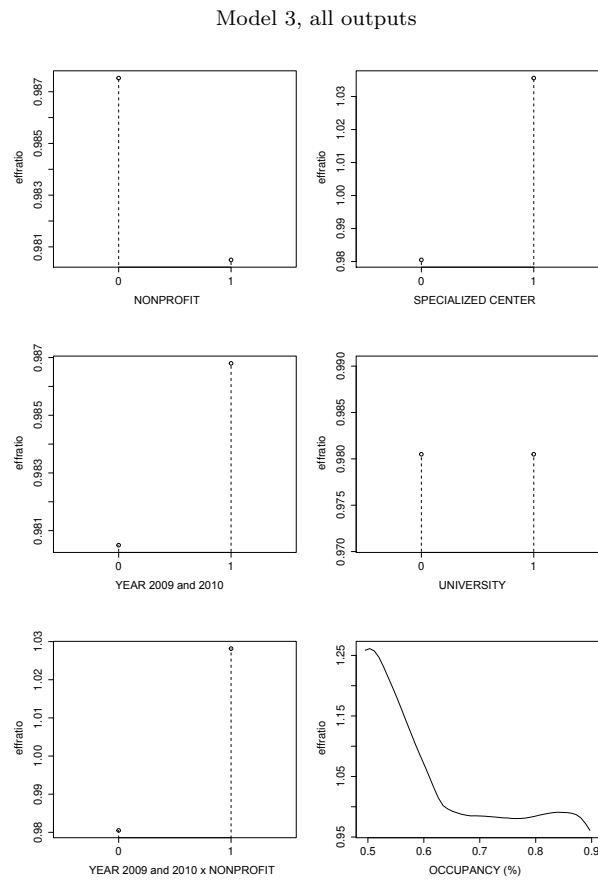 Model 3, all outputs
effratio
0.981 0.983 0.985 0.987
0 1
NONPROFIT
effratio
0.98 0.99 1.00 1.01 1.02 1.03
0 1
SPECIALIZED CENTER
effratio
0.981 0.983 0.985 0.987
0 1
YEAR 2009 and 2010
effratio
0.970 0.975 0.980 0.985 0.990
0 1
UNIVERSITY
effratio
0.98 0.99 1.00 1.01 1.02 1.03
0 1
YEAR 2009 and 2010 x NONPROFIT
effratio
0.95 1.05 1.15 1.25
0.5 0.6 0.7 0.8 0.9
OCCUPANCY (%)